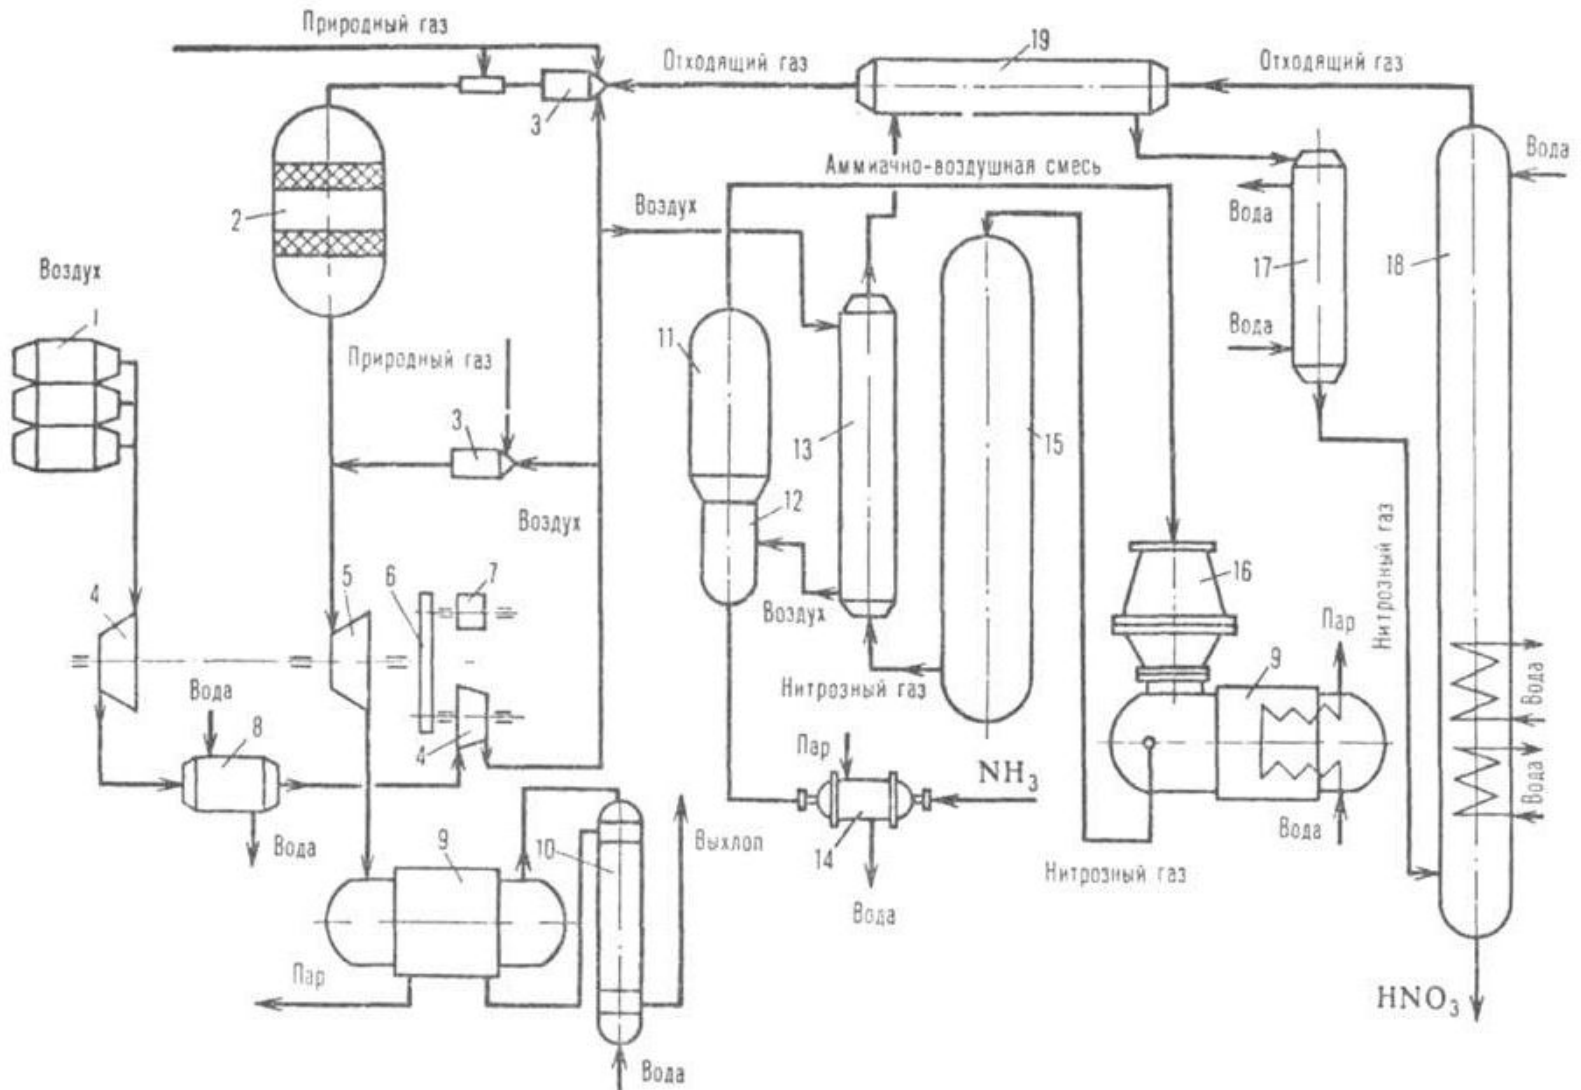 Природный газ
19
Отходящий газ
Отходящий газ
3
Аммиачно-воздушная смесь
Вода
2
Воздух
Вода
17
18
Воздух
1
11
Вода
Природный газ
3
13
15
12
Воздух
Нитрозный газ
16
4
5
6
7
Воздух
Пар
9
Вода
Вода
8
4
Нитрозный газ
Пар
NH3
Вода
Вода
14
Вода
9
10
Выхлоп
Вода
Нитрозный газ
Пар
HNO3
Вода